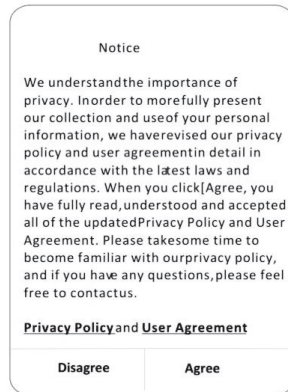 Notice
We understandthe importance of
privacy. Inorder to morefully present
our collection and useof your personal
information, we haverevised our privacy
policy and user agreementin detail in
accordance with the latest laws and
regulations. When you click[Agree, you
have fully read,understood and accepted
all of the updatedPrivacy Policy and User
Agreement. Please takesome time to
become familiar with ourprivacy policy,
and if you have any questions,please feel
free to contactus.
Privacy Policyand User Agreement
Disagree Agree